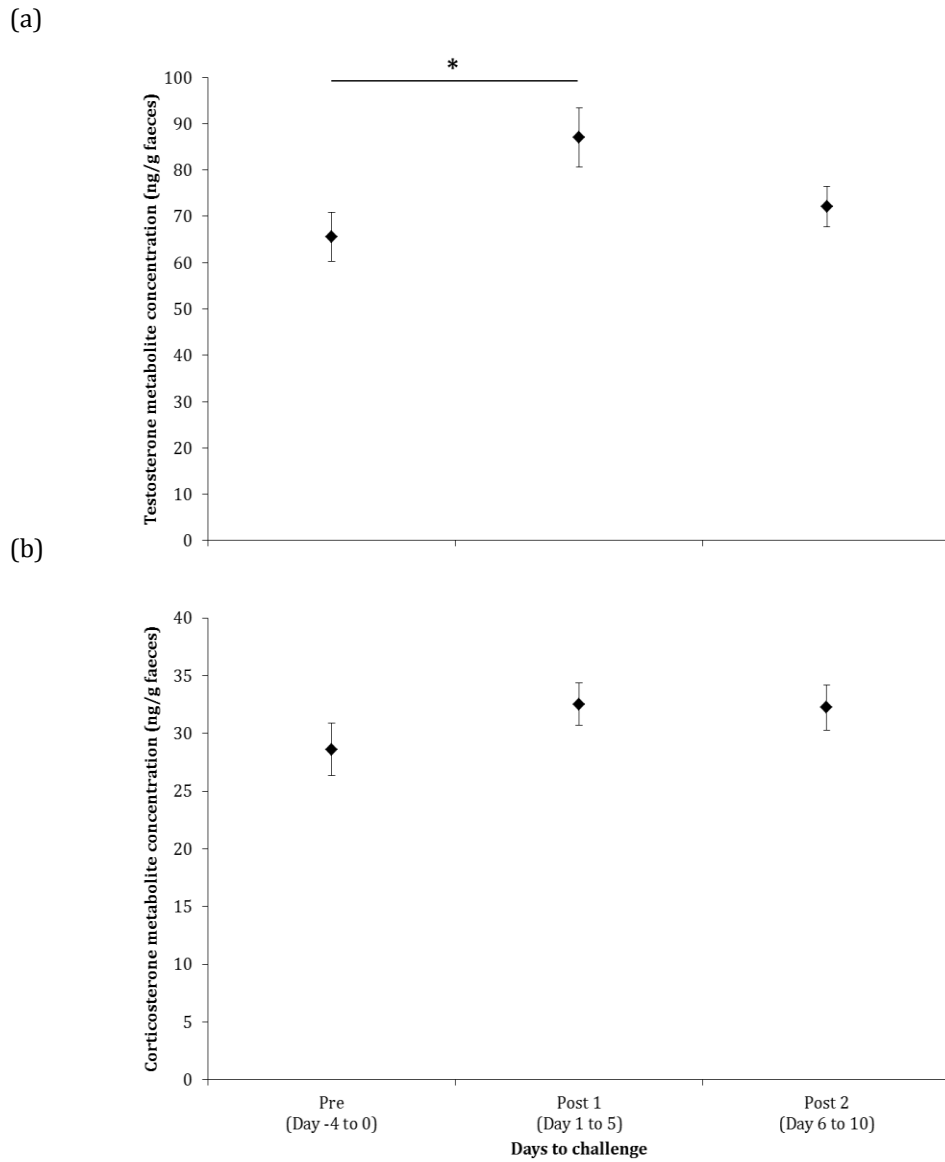 (a)
*
Testosterone metabolite concentration (ng/g faeces)
100
90
80
70
60
50
40
30
20
10
0
(b)
Corticosterone metabolite concentration (ng/g faeces)
40
35
30
25
20
15
10
5
0
Pre
(Day -4 to 0)
Post 1
(Day 1 to 5)
Post 2
(Day 6 to 10)
Days to challenge